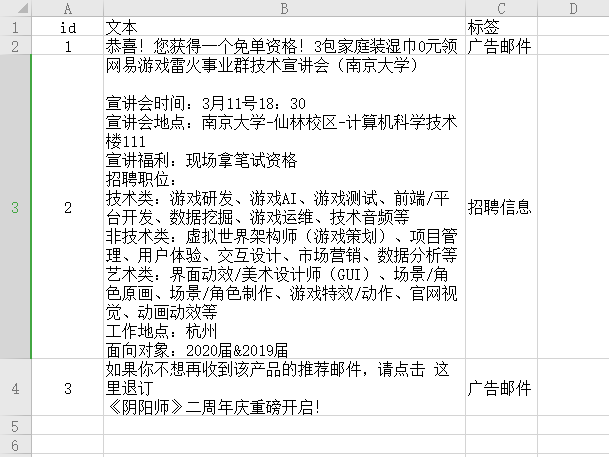 A B C D
1 id 文本 标签
2 1 恭喜! 您获得一个免单资格! 3包家庭装湿巾0元领 广告邮件
网易游戏雷火事业群技术宣讲会（南京大学）
宣讲会时间: 3月11号18: 30
宣讲会地点: 南京大学-仙林校区-计算机科学技术
楼111
宣讲福利: 现场拿笔试资格
招聘职位:
技术类: 游戏研发、游戏AI、游戏测试、前端/平
3 2 台开发、数据挖掘、游戏运维、技术音频等 招聘信息
非技术类: 虚拟世界架构师（游戏策划）、项目管
理、用户体验、交互设计、市场营销、数据分析等
艺术类: 界面动效/美术设计师（GUI）、场景/角
色原画、场景/角色制作、游戏特效/动作、官网视
觉、动画动效等
工作地点: 杭州
面向对象: 2020届&2019届
如果你不想再收到该产品的推荐邮件, 请点击 这
4 3 里退订 广告邮件
《阴阳师》二周年庆重磅开启!
5
6